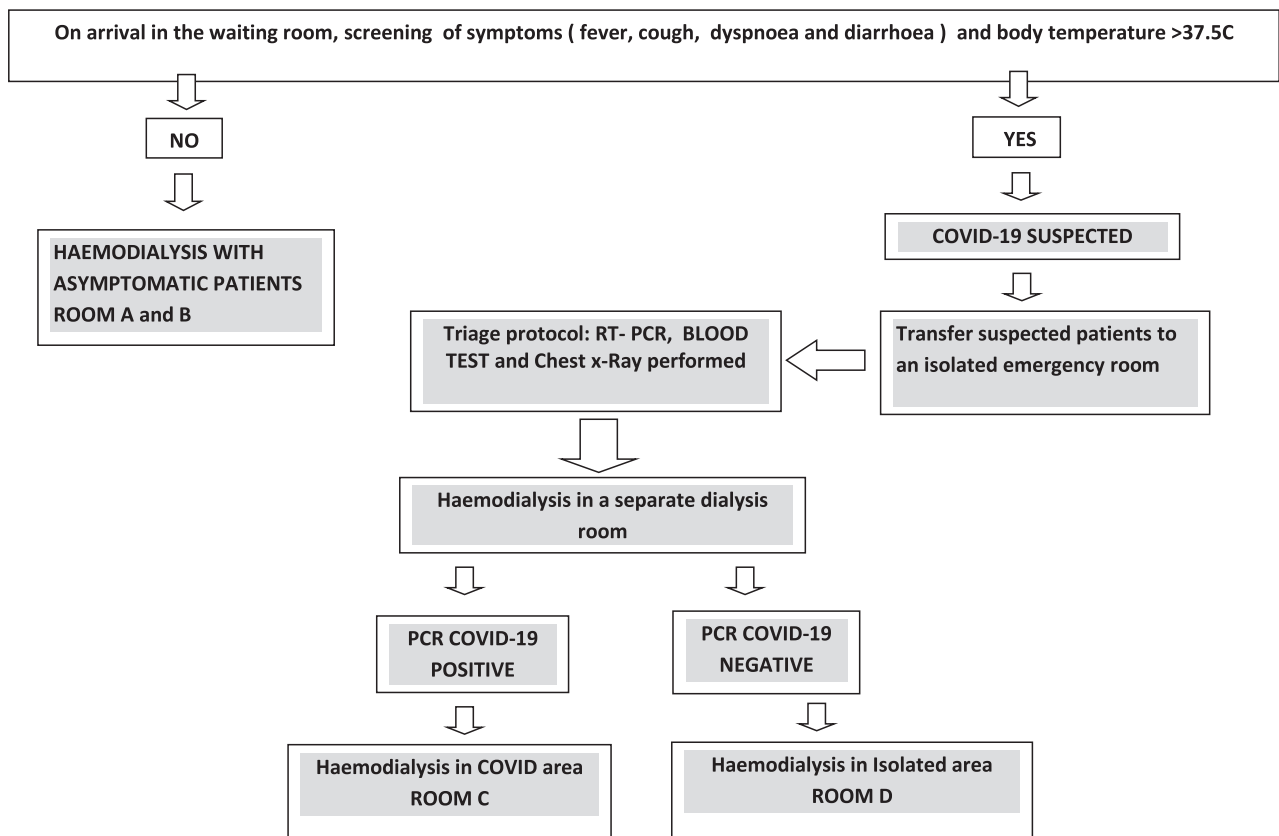 On arrival in the waiting room, screening of symptoms ( fever, cough, dyspnoea and diarrhoea ) and body temperature >37.5C
NO
YES
HAEMODIALYSIS WITH
ASYMPTOMATIC PATIENTS
ROOM A and B
COVID-19 SUSPECTED
Triage protocol: RT- PCR, BLOOD
TEST and Chest x-Ray performed
Transfer suspected patients to
an isolated emergency room
Haemodialysis in a separate dialysis
room
PCR COVID-19
POSITIVE
PCR COVID-19
NEGATIVE
Haemodialysis in COVID area
ROOM C
Haemodialysis in Isolated area
ROOM D